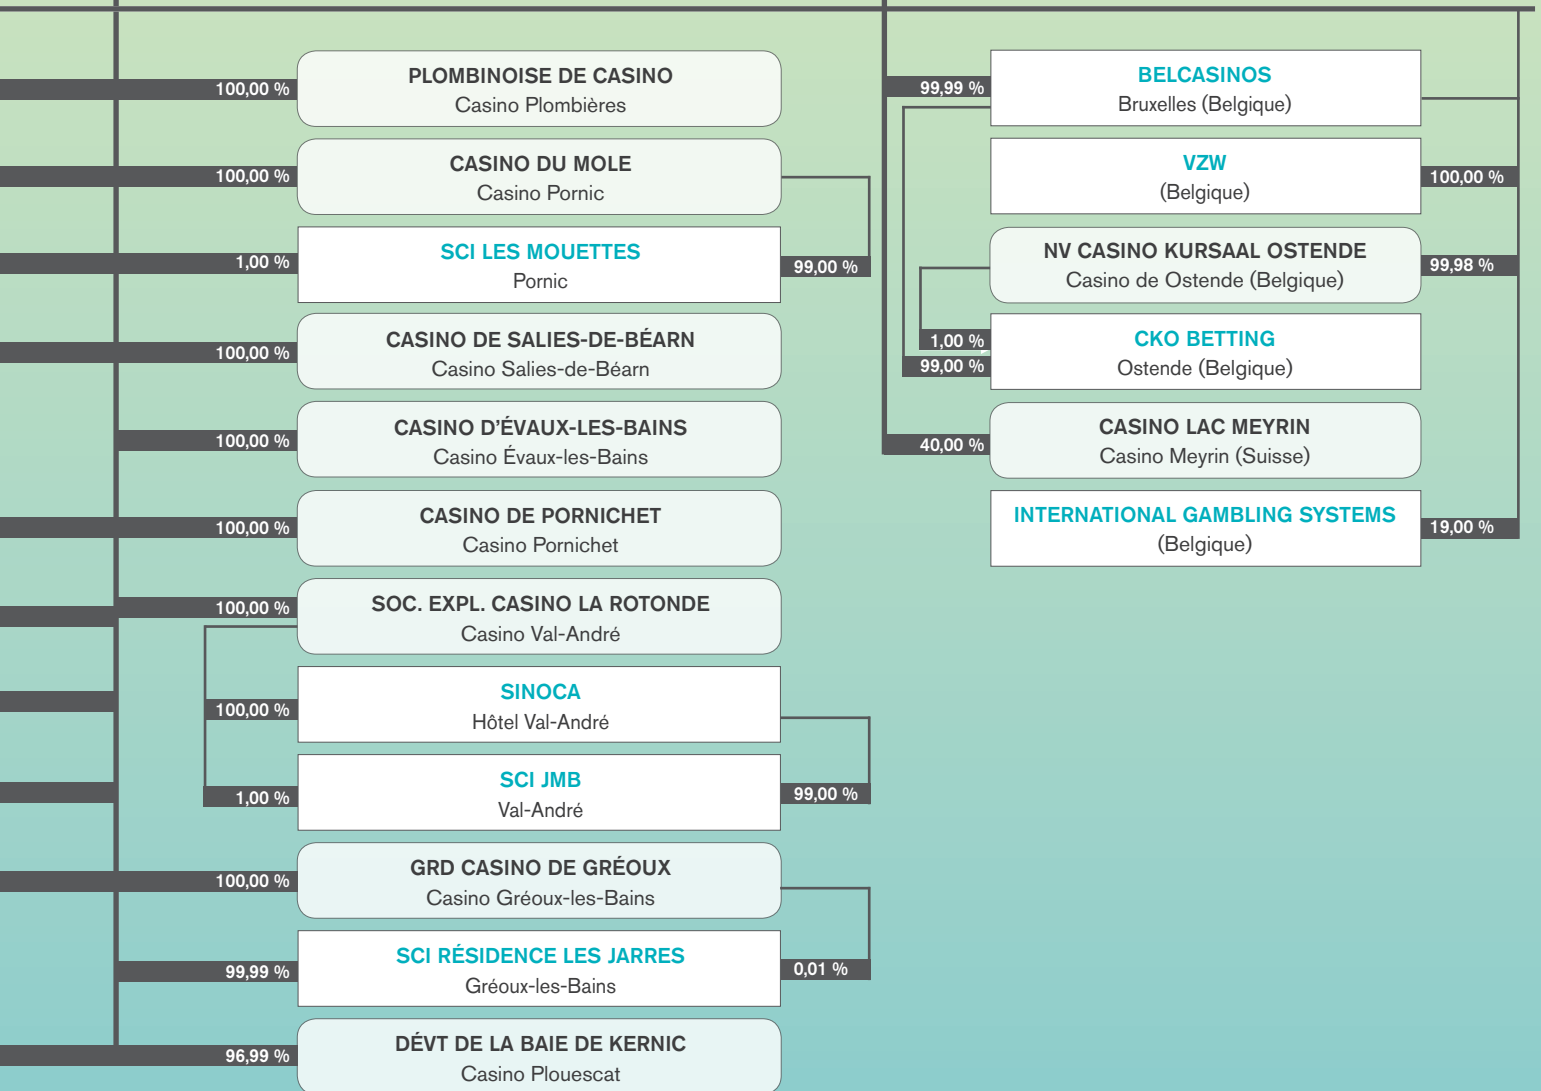 100,00 %
PLOMBINOISE DE CASINO
Casino Plombières
100,00 %
CASINO DU MOLE
Casino Pornic
1,00 %
SCI LES MOUETTES
Pornic
99,00 %
100,00 %
CASINO DE SALIES-DE-BÉARN
Casino Salies-de-Béarn
100,00 %
CASINO D'ÉVAUX-LES-BAINS
Casino Évaux-les-Bains
100,00 %
CASINO DE PORNICHET
Casino Pornichet
100,00 %
SOC. EXPL. CASINO LA ROTONDE
Casino Val-André
100,00 %
SINOCA
Hôtel Val-André
1,00 %
SCI JMB
Val-André
99,00 %
100,00 %
GRD CASINO DE GRÉOUX
Casino Gréoux-les-Bains
99,99 %
SCI RÉSIDENCE LES JARRES
Gréoux-les-Bains
0,01 %
96,99 %
DÉVT DE LA BAIE DE KERNIC
Casino Plouescat
99,99 %
BELCASINOS
Bruxelles (Belgique)
VZW
(Belgique)
100,00 %
NV CASINO KURSAAL OSTENDE
Casino de Ostende (Belgique)
99,98 %
1,00 %
99,00 %
CKO BETTING
Ostende (Belgique)
40,00 %
CASINO LAC MEYRIN
Casino Meyrin (Suisse)
INTERNATIONAL GAMBLING SYSTEMS
(Belgique)
19,00 %